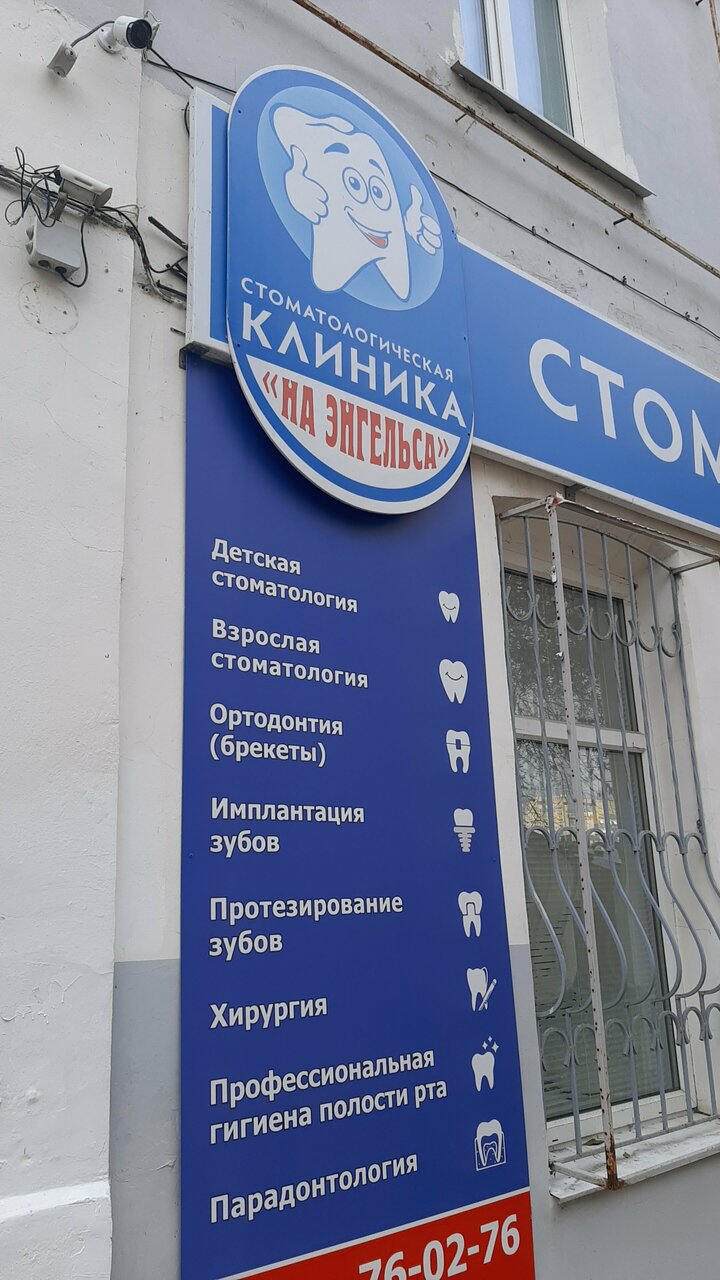 СТОМАТОЛОГИЧЕСКАЯ
КЛИНИКА
«НА ЭНГЕЛЬСА»
СТОМ
Детская
стоматология
Взрослая
стоматология
Ортодонтия
(брекеты)
Имплантация
зубов
Протезирование
зубов
Хирургия
Профессиональная
гигиена полости рта
Парадонтология
76-02-76